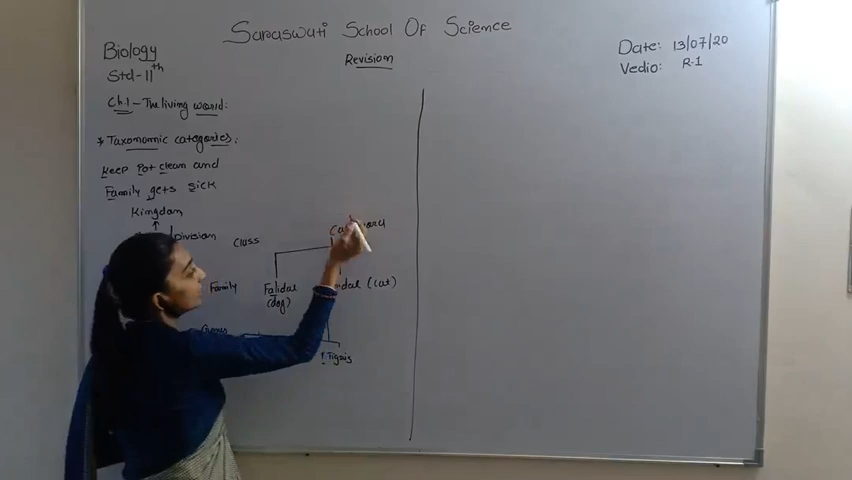 Saraswati School Of Science
Revision
Date: 13/07/20
Vedio: R.1
Biology
Std-11th
Ch.1 - The living world:
* Taxonomic categories:
Keep Pot clean and
Family gets sick
Kingdom
↑ Division
Class
Family
Falidal
(dog)
(cat)
Tigris